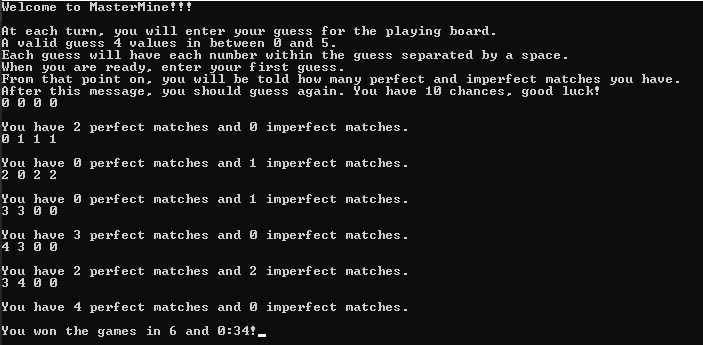 Welcome to MasterMine!!!
At each turn, you will enter your guess for the playing board.
A valid guess 4 values in between 0 and 5.
Each guess will have each number within the guess separated by a space.
When you are ready, enter your first guess.
From that point on, you will be told how many perfect and imperfect matches you have.
After this message, you should guess again. You have 10 chances, good luck!
0 0 0 0
You have 2 perfect matches and 0 imperfect matches.
0 1 1 1
You have 0 perfect matches and 1 imperfect matches.
2 0 2 2
You have 0 perfect matches and 1 imperfect matches.
3 3 0 0
You have 3 perfect matches and 0 imperfect matches.
4 3 0 0
You have 2 perfect matches and 2 imperfect matches.
3 4 0 0
You have 4 perfect matches and 0 imperfect matches.
You won the games in 6 and 0:34!